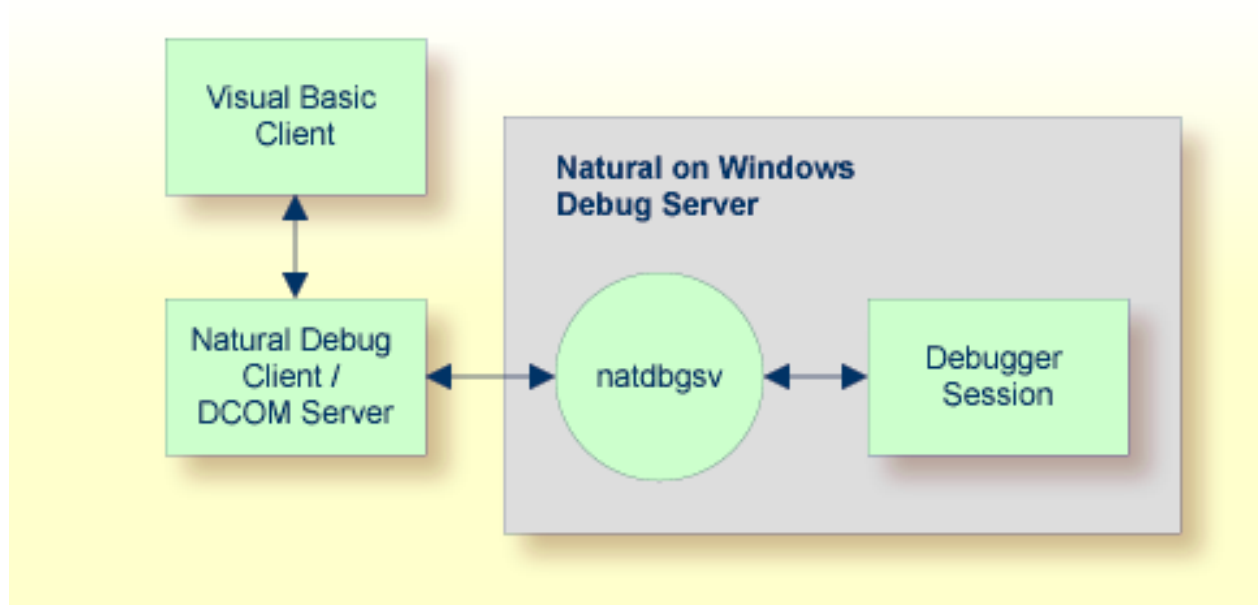 Visual Basic
Client
Natural on Windows
Debug Server
Natural Debug
Client /
DCOM Server
natdbgsv
Debugger
Session